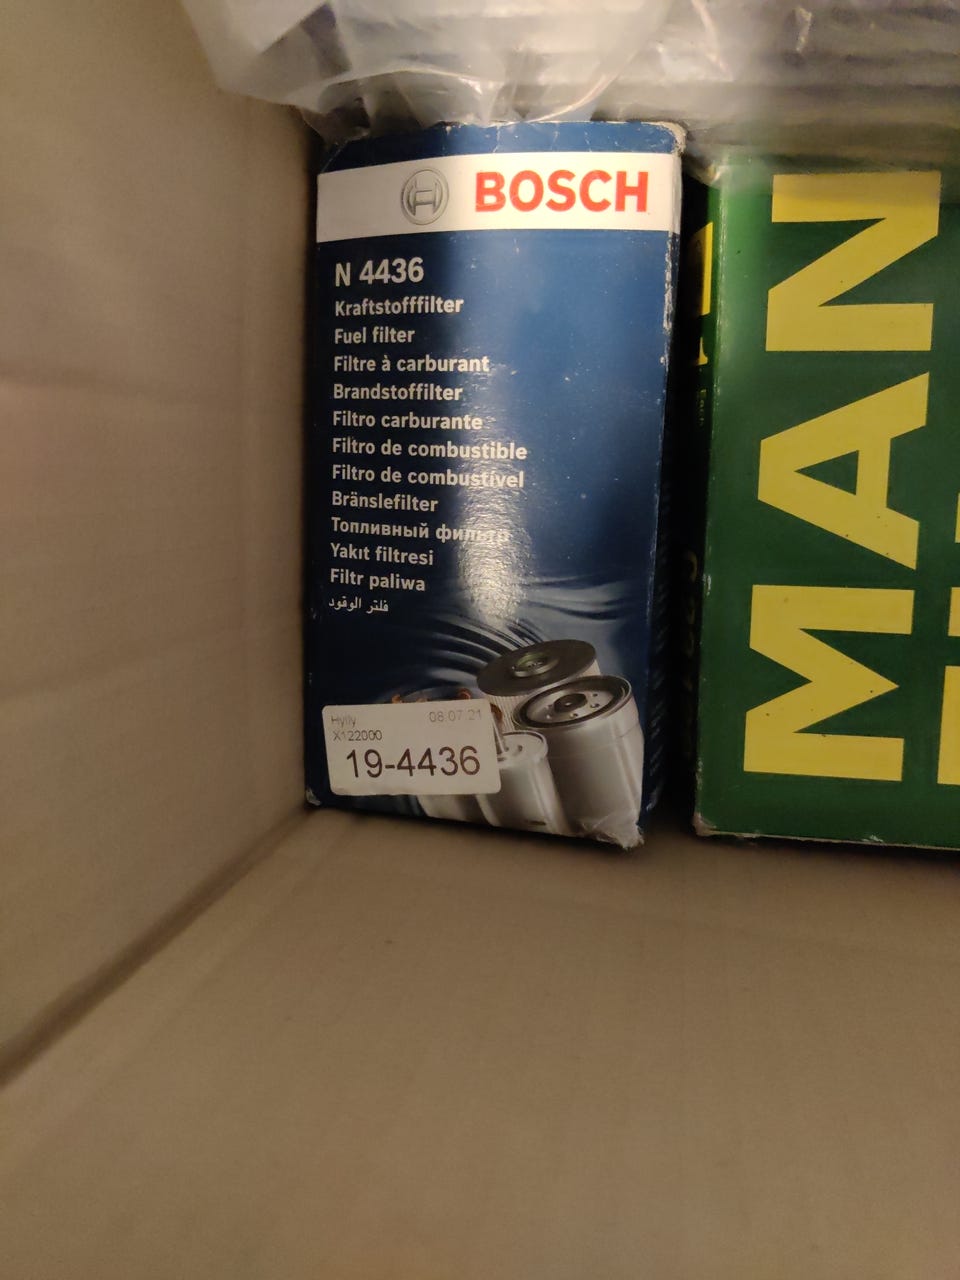 BOSCH
N 4436
Kraftstofffilter
Fuel filter
Filtre à carburant
Brandstoffilter
Filtro carburante
Filtro de combustible
Filtro de combustível
Bränslefilter
Топливный фильтр
Yakıt filtresi
Filtr paliwa
فلتر الوقود
Hylly 08.07.21
X122000
19-4436
MAN